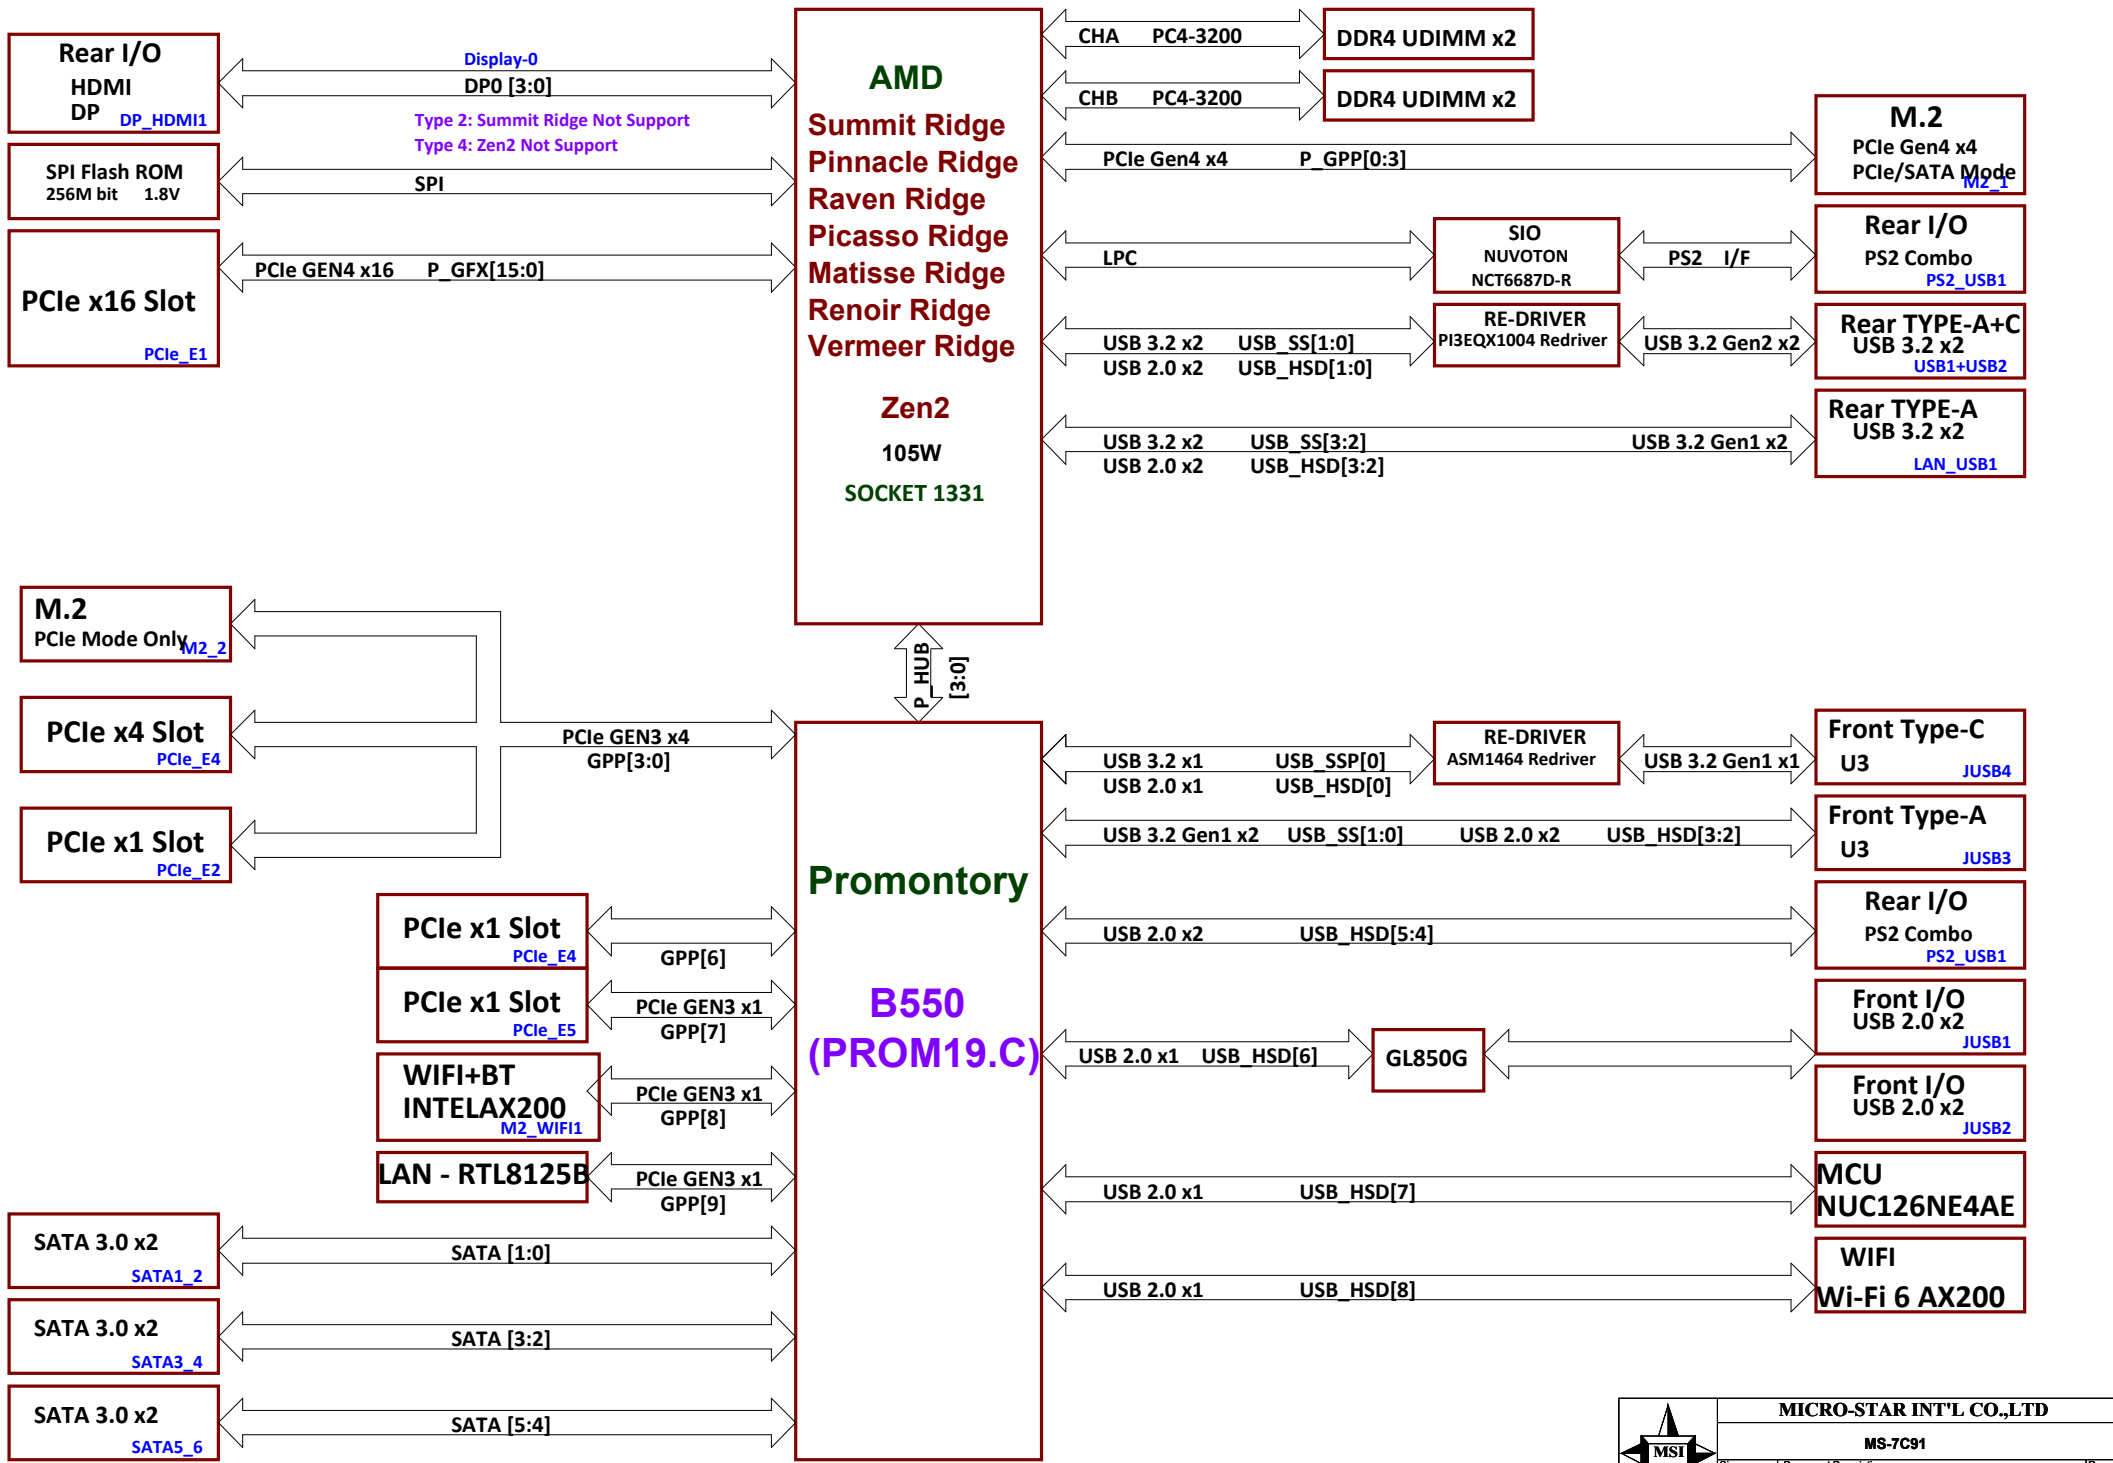 Rear I/O
HDMI
DP
DP_HDMI1
Display-0
DP0 [3:0]
Type 2: Summit Ridge Not Support
Type 4: Zen2 Not Support
SPI Flash ROM
256M bit 1.8V
SPI
PCIe x16 Slot
PCIe_E1
PCIe GEN4 x16 P_GFX[15:0]
AMD
Summit Ridge
Pinnacle Ridge
Raven Ridge
Picasso Ridge
Matisse Ridge
Renoir Ridge
Vermeer Ridge
Zen2
105W
SOCKET 1331
CHA PC4-3200
DDR4 UDIMM x2
CHB PC4-3200
DDR4 UDIMM x2
PCIe Gen4 x4 P_GPP[0:3]
M.2
PCIe Gen4 x4
PCIe/SATA Mode
M2_1
LPC
SIO
NUVOTON
NCT6687D-R
PS2 I/F
Rear I/O
PS2 Combo
PS2_USB1
USB 3.2 x2 USB_SS[1:0]
USB 2.0 x2 USB_HSD[1:0]
RE-DRIVER
PI3EQX1004 Redriver
USB 3.2 Gen2 x2
Rear TYPE-A+C
USB 3.2 x2
USB1+USB2
USB 3.2 x2 USB_SS[3:2] USB 3.2 Gen1 x2
USB 2.0 x2 USB_HSD[3:2]
Rear TYPE-A
USB 3.2 x2
LAN_USB1
P_HUB
[3:0]
M.2
PCIe Mode Only
M2_2
PCIe x4 Slot
PCIe_E4
PCIe x1 Slot
PCIe_E2
PCIe GEN3 x4
GPP[3:0]
PCIe x1 Slot
PCIe_E4
GPP[6]
PCIe x1 Slot
PCIe_E5
PCIe GEN3 x1
GPP[7]
WIFI+BT
INTELAX200
M2_WIFI1
PCIe GEN3 x1
GPP[8]
LAN - RTL8125B
PCIe GEN3 x1
GPP[9]
SATA 3.0 x2
SATA1_2
SATA [1:0]
SATA 3.0 x2
SATA3_4
SATA [3:2]
SATA 3.0 x2
SATA5_6
SATA [5:4]
Promontory
B550
(PROM19.C)
USB 3.2 x1 USB_SSP[0]
USB 2.0 x1 USB_HSD[0]
RE-DRIVER
ASM1464 Redriver
USB 3.2 Gen1 x1
Front Type-C
U3
JUSB4
USB 3.2 Gen1 x2 USB_SS[1:0] USB 2.0 x2 USB_HSD[3:2]
Front Type-A
U3
JUSB3
USB 2.0 x2 USB_HSD[5:4]
Rear I/O
PS2 Combo
PS2_USB1
USB 2.0 x1 USB_HSD[6]
GL850G
Front I/O
USB 2.0 x2
JUSB1
Front I/O
USB 2.0 x2
JUSB2
USB 2.0 x1 USB_HSD[7]
MCU
NUC126NE4AE
USB 2.0 x1 USB_HSD[8]
WIFI
Wi-Fi 6 AX200
MSI
MICRO-STAR INT'L CO.,LTD
MS-7C91